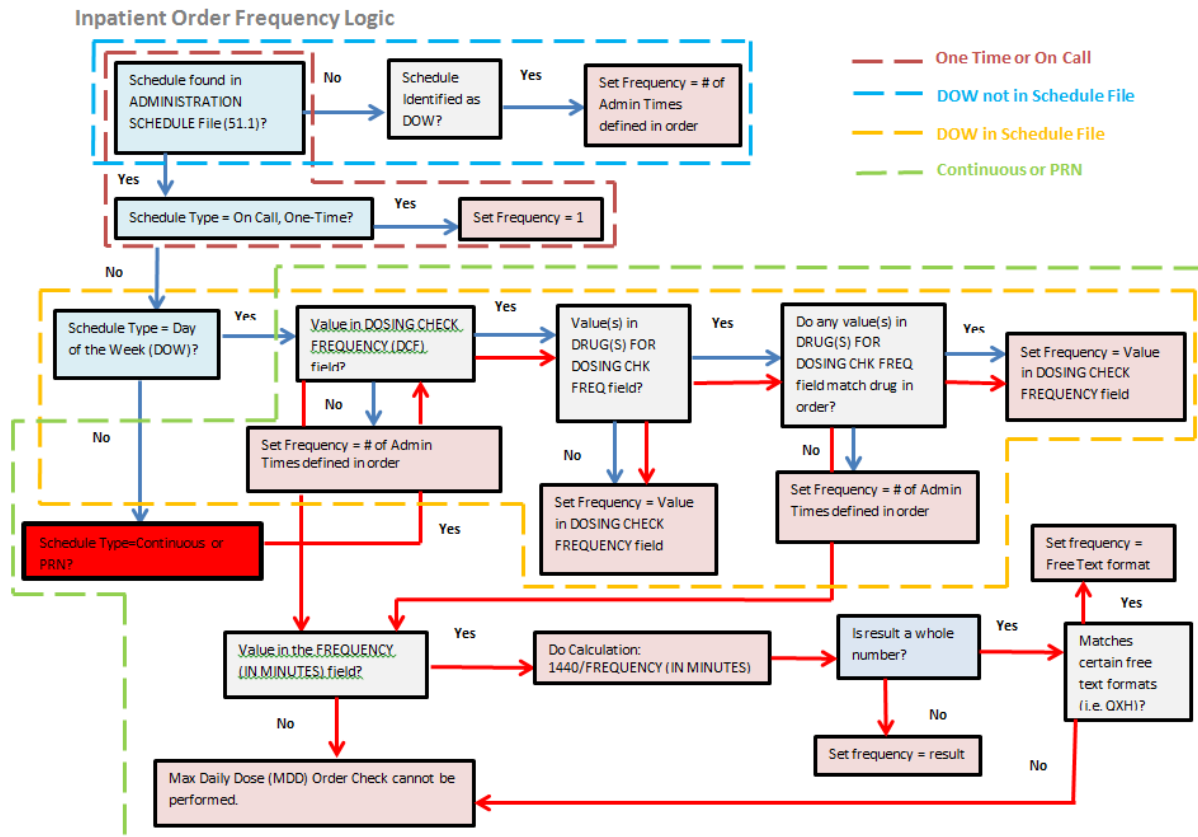 Inpatient Order Frequency Logic
Schedule found in
ADMINISTRATION
SCHEDULE File (51.1)?
No
Schedule
Identified as
DOW?
Yes
Set Frequency = # of
Admin Times
defined in order
One Time or On Call
DOW not in Schedule File
DOW in Schedule File
Continuous or PRN
Yes
Schedule Type = On Call, One-Time?
Yes
Set Frequency = 1
No
Schedule Type = Day
of the Week (DOW)?
Yes
Value in DOSING CHECK
FREQUENCY (DCF)
field?
Yes
Value(s) in
DRUG(S) FOR
DOSING CHK
FREQ field?
Yes
Do any value(s) in
DRUG(S) FOR
DOSING CHK FREQ
field match drug in
order?
Yes
Set Frequency = Value
in DOSING CHECK
FREQUENCY field
No
No
Set Frequency = # of Admin
Times defined in order
No
Set Frequency = Value
in DOSING CHECK
FREQUENCY field
No
Set Frequency = # of Admin
Times defined in order
Schedule Type=Continuous or
PRN?
Yes
Set frequency =
Free Text format
Yes
Value in the FREQUENCY
(IN MINUTES) field?
Yes
Do Calculation:
1440/FREQUENCY (IN MINUTES)
Is result a whole
number?
Yes
Matches
certain free
text formats
(i.e. QXH)?
No
No
Set frequency = result
No
Max Daily Dose (MDD) Order Check cannot be
performed.